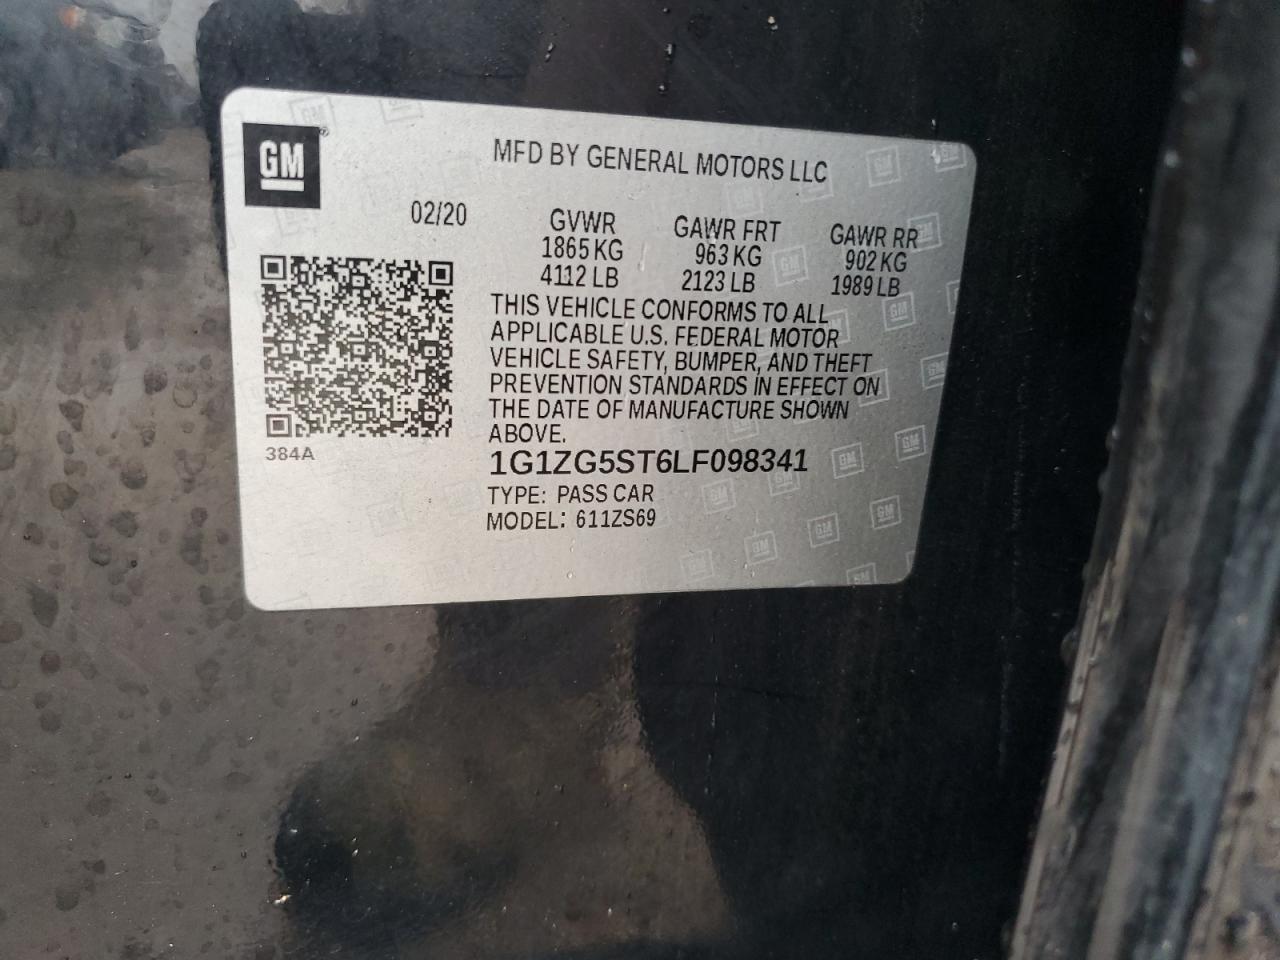 GM
MFD BY GENERAL MOTORS LLC
02/20
GVWR GAWR FRT GAWR RR
1865 KG 963 KG 902 KG
4112 LB 2123 LB 1989 LB
THIS VEHICLE CONFORMS TO ALL
APPLICABLE U.S. FEDERAL MOTOR
VEHICLE SAFETY, BUMPER, AND THEFT
PREVENTION STANDARDS IN EFFECT ON
THE DATE OF MANUFACTURE SHOWN
ABOVE.
384A
1G1ZG5ST6LF098341
TYPE: PASS CAR
MODEL: 611ZS69